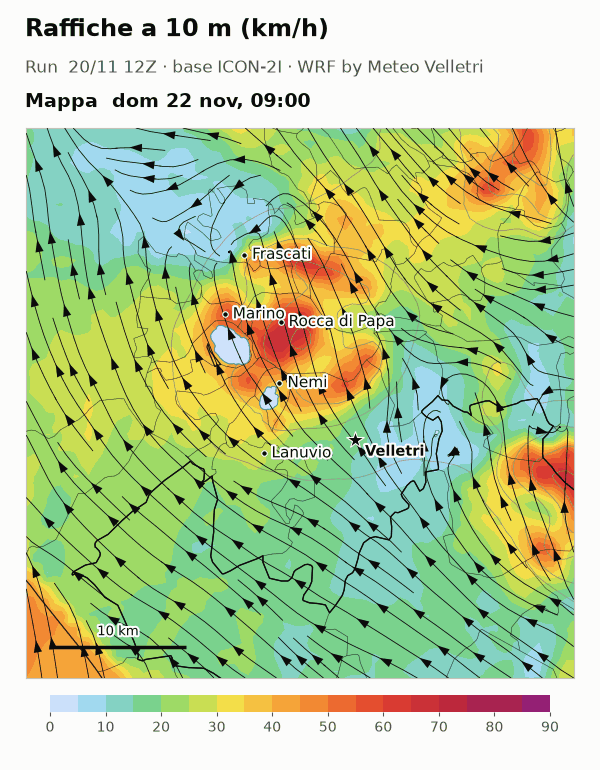 Raffiche a 10 m (km/h)
Run  20/11 12Z · base ICON-2I · WRF by Meteo Velletri
Mappa  dom 22 nov, 09:00
Frascati
Marino
Rocca di Papa
Nemi
Velletri
Lanuvio
10 km
0 10 20 30 40 50 60 70 80 90